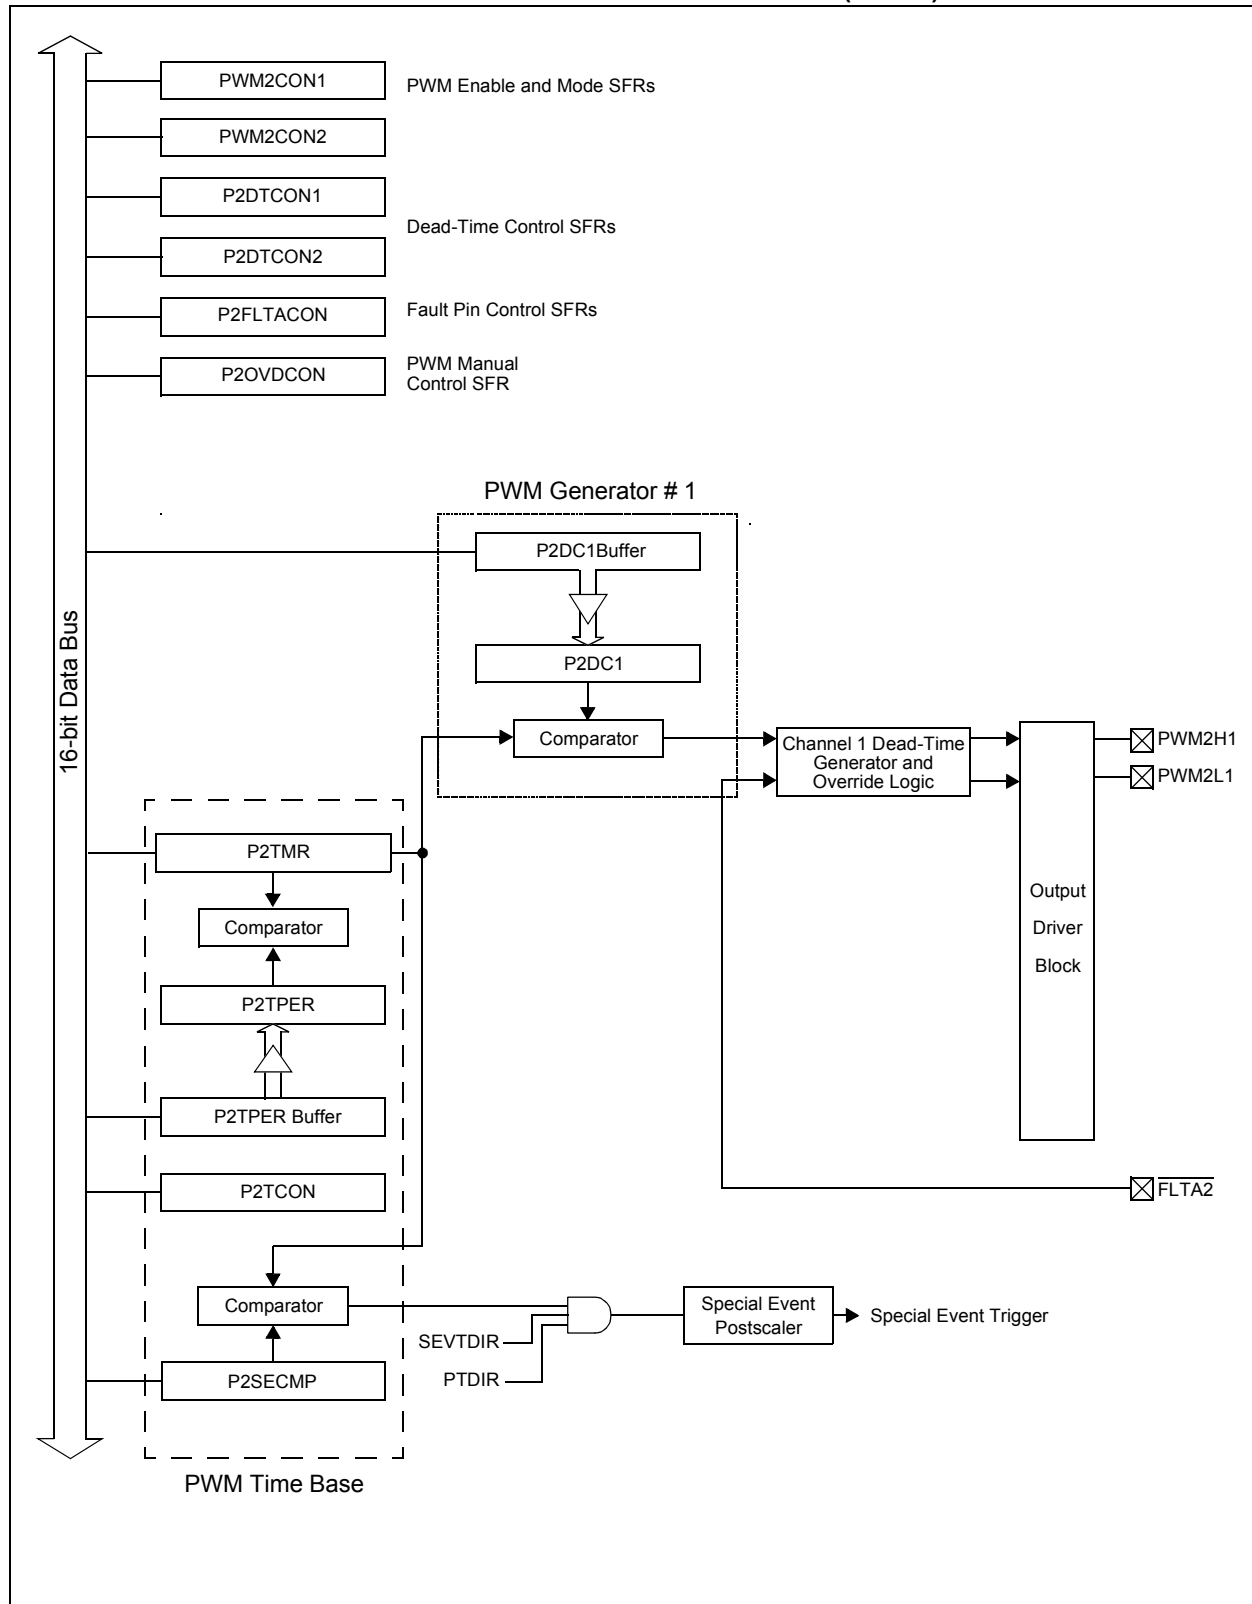 PWM2CON1
PWM Enable and Mode SFRs
PWM2CON2
P2DTCON1
Dead-Time Control SFRs
P2DTCON2
P2FLTACON
Fault Pin Control SFRs
P2OVDCON
PWM Manual
Control SFR
PWM Generator # 1
P2DC1Buffer
16-bit Data Bus
P2DC1
Comparator
Channel 1 Dead-Time
Generator and
Override Logic
PWM2H1
PWM2L1
P2TMR
Comparator
Output
Driver
Block
P2TPER
P2TPER Buffer
P2TCON
FLTA2
Comparator
SEVTDIR
PTDIR
Special Event
Postscaler
Special Event Trigger
P2SECMP
PWM Time Base